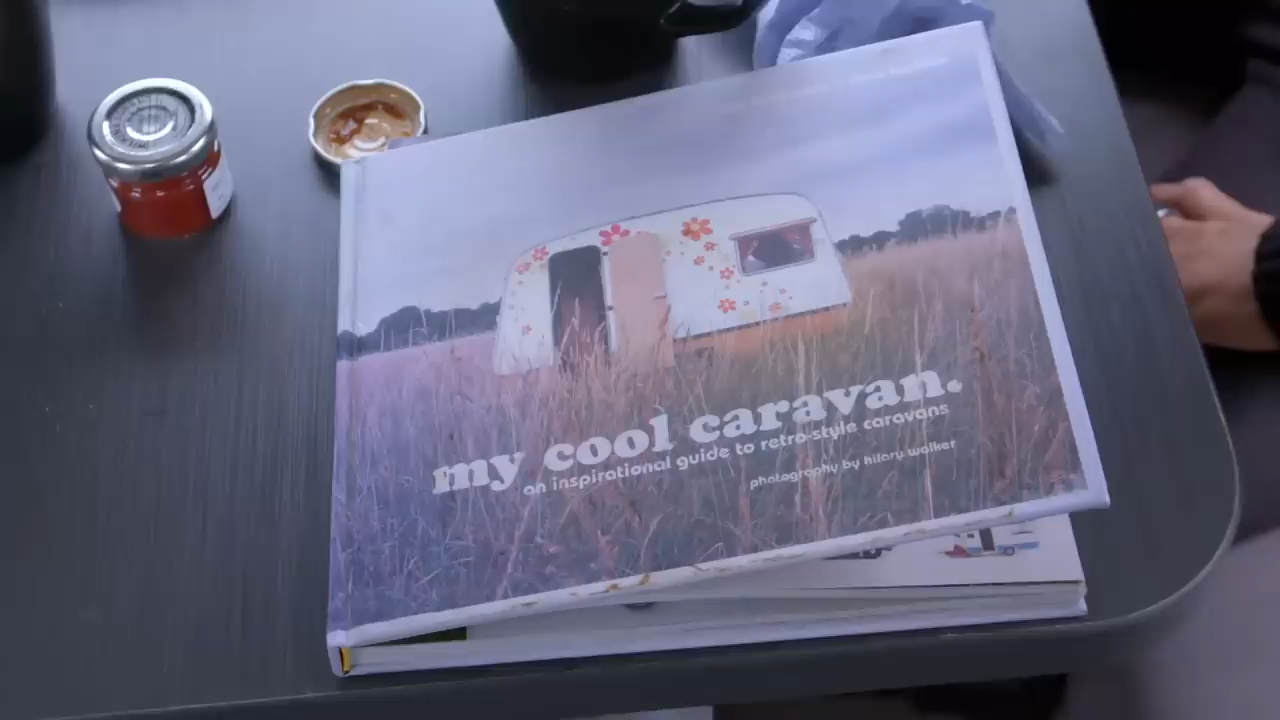 my cool caravan.
an inspirational guide to retro-style caravans
photography by hilary walker